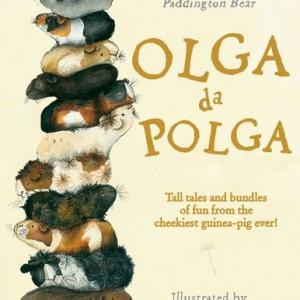 Paddington Bear
OLGA
da
POLGA
Tall tales and bundles
of fun from the
cheekiest guinea-pig ever!
Illustrated by